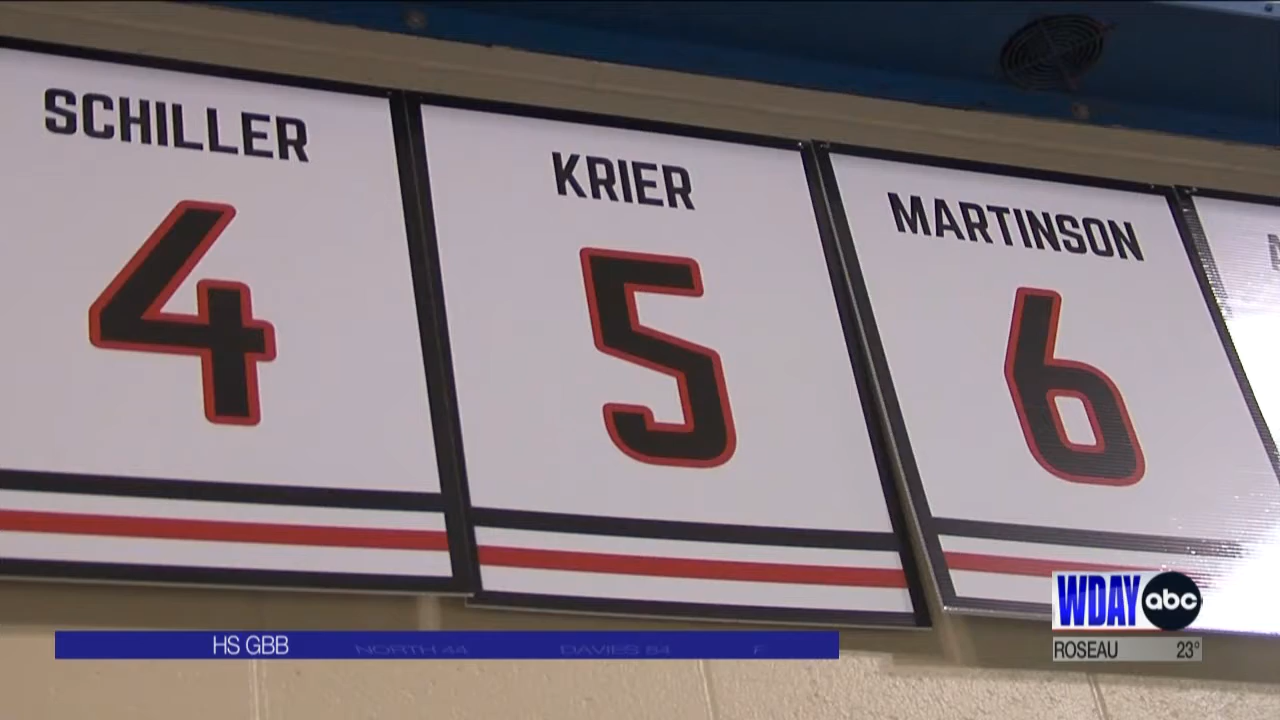 SCHILLER
4
KRIER
5
MARTINSON
6
WDAY abc
ROSEAU 23°
HS GBB NORTH 44 DAVIES 54